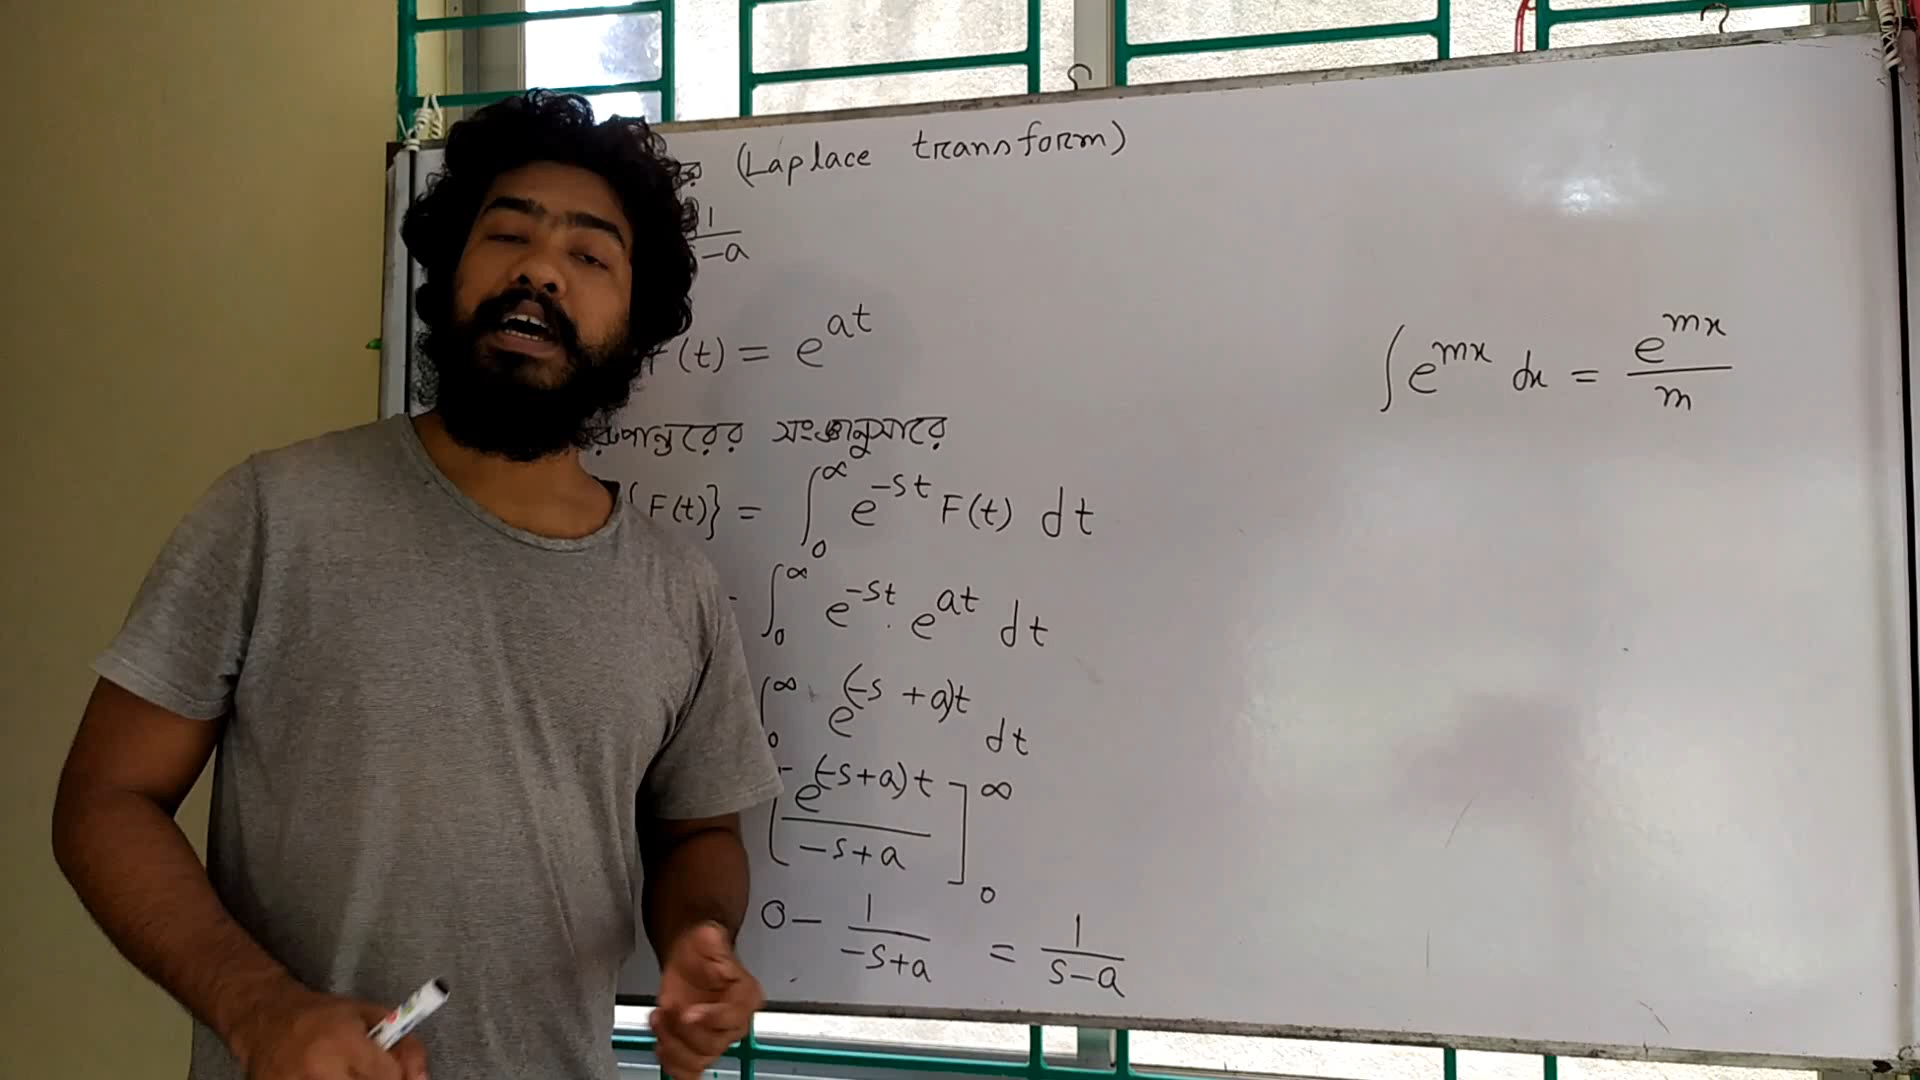 (Laplace transform)
1
-a
F(t) = e^{at}
রূপান্তরের সংজ্ঞানুসারে
{F(t)} = ∫_0^∝ e^{-st} F(t) dt
∫_0^∞ e^{-st} . e^{at} dt
∫_0^∞ e^{(-s + a)t} dt
[e^{(-s+a)t} / -s+a]_0^∞
0 - 1/(-s+a) = 1/(s-a)
∫ e^{mx} dx = e^{mx}/m